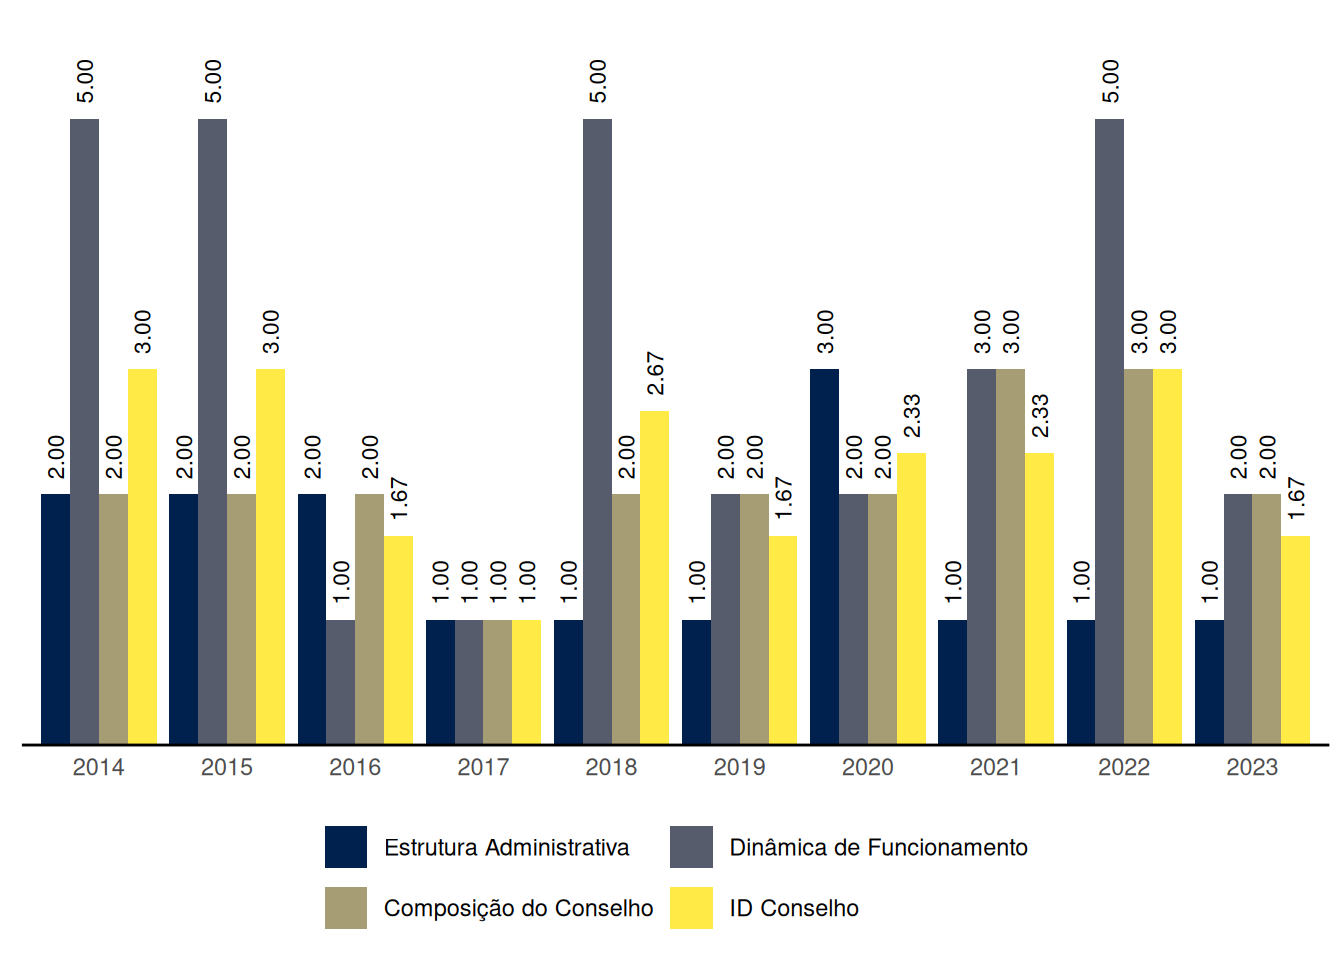 5.00 5.00 5.00 5.00
3.00 3.00 3.00 3.00 3.00 3.00 3.00
2.67
2.33 2.33
2.00 2.00 2.00 2.00 2.00 2.00 2.00 2.00 2.00 2.00 2.00 2.00 2.00
1.67 1.67 1.67
1.00 1.00 1.00 1.00 1.00 1.00 1.00 1.00 1.00 1.00
2014 2015 2016 2017 2018 2019 2020 2021 2022 2023
Estrutura Administrativa Dinâmica de Funcionamento
Composição do Conselho ID Conselho